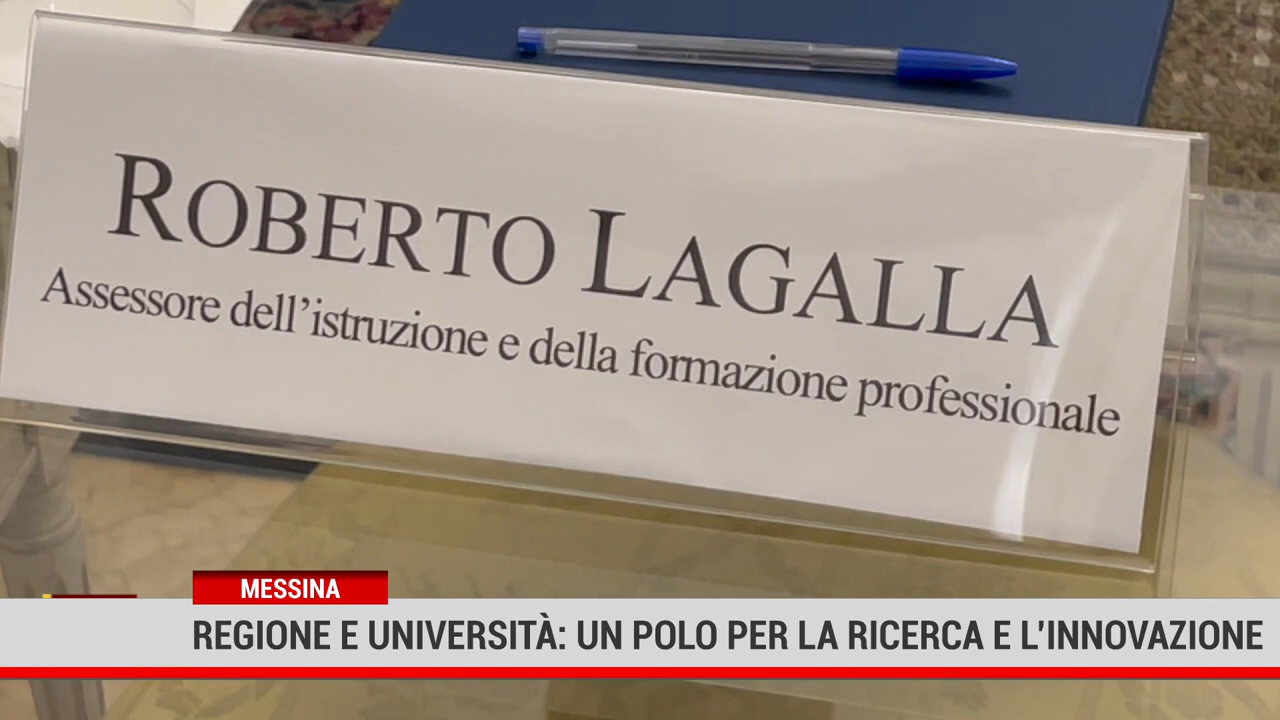 ROBERTO LAGALLA
Assessore dell'istruzione e della formazione professionale
MESSINA
REGIONE E UNIVERSITÀ: UN POLO PER LA RICERCA E L'INNOVAZIONE